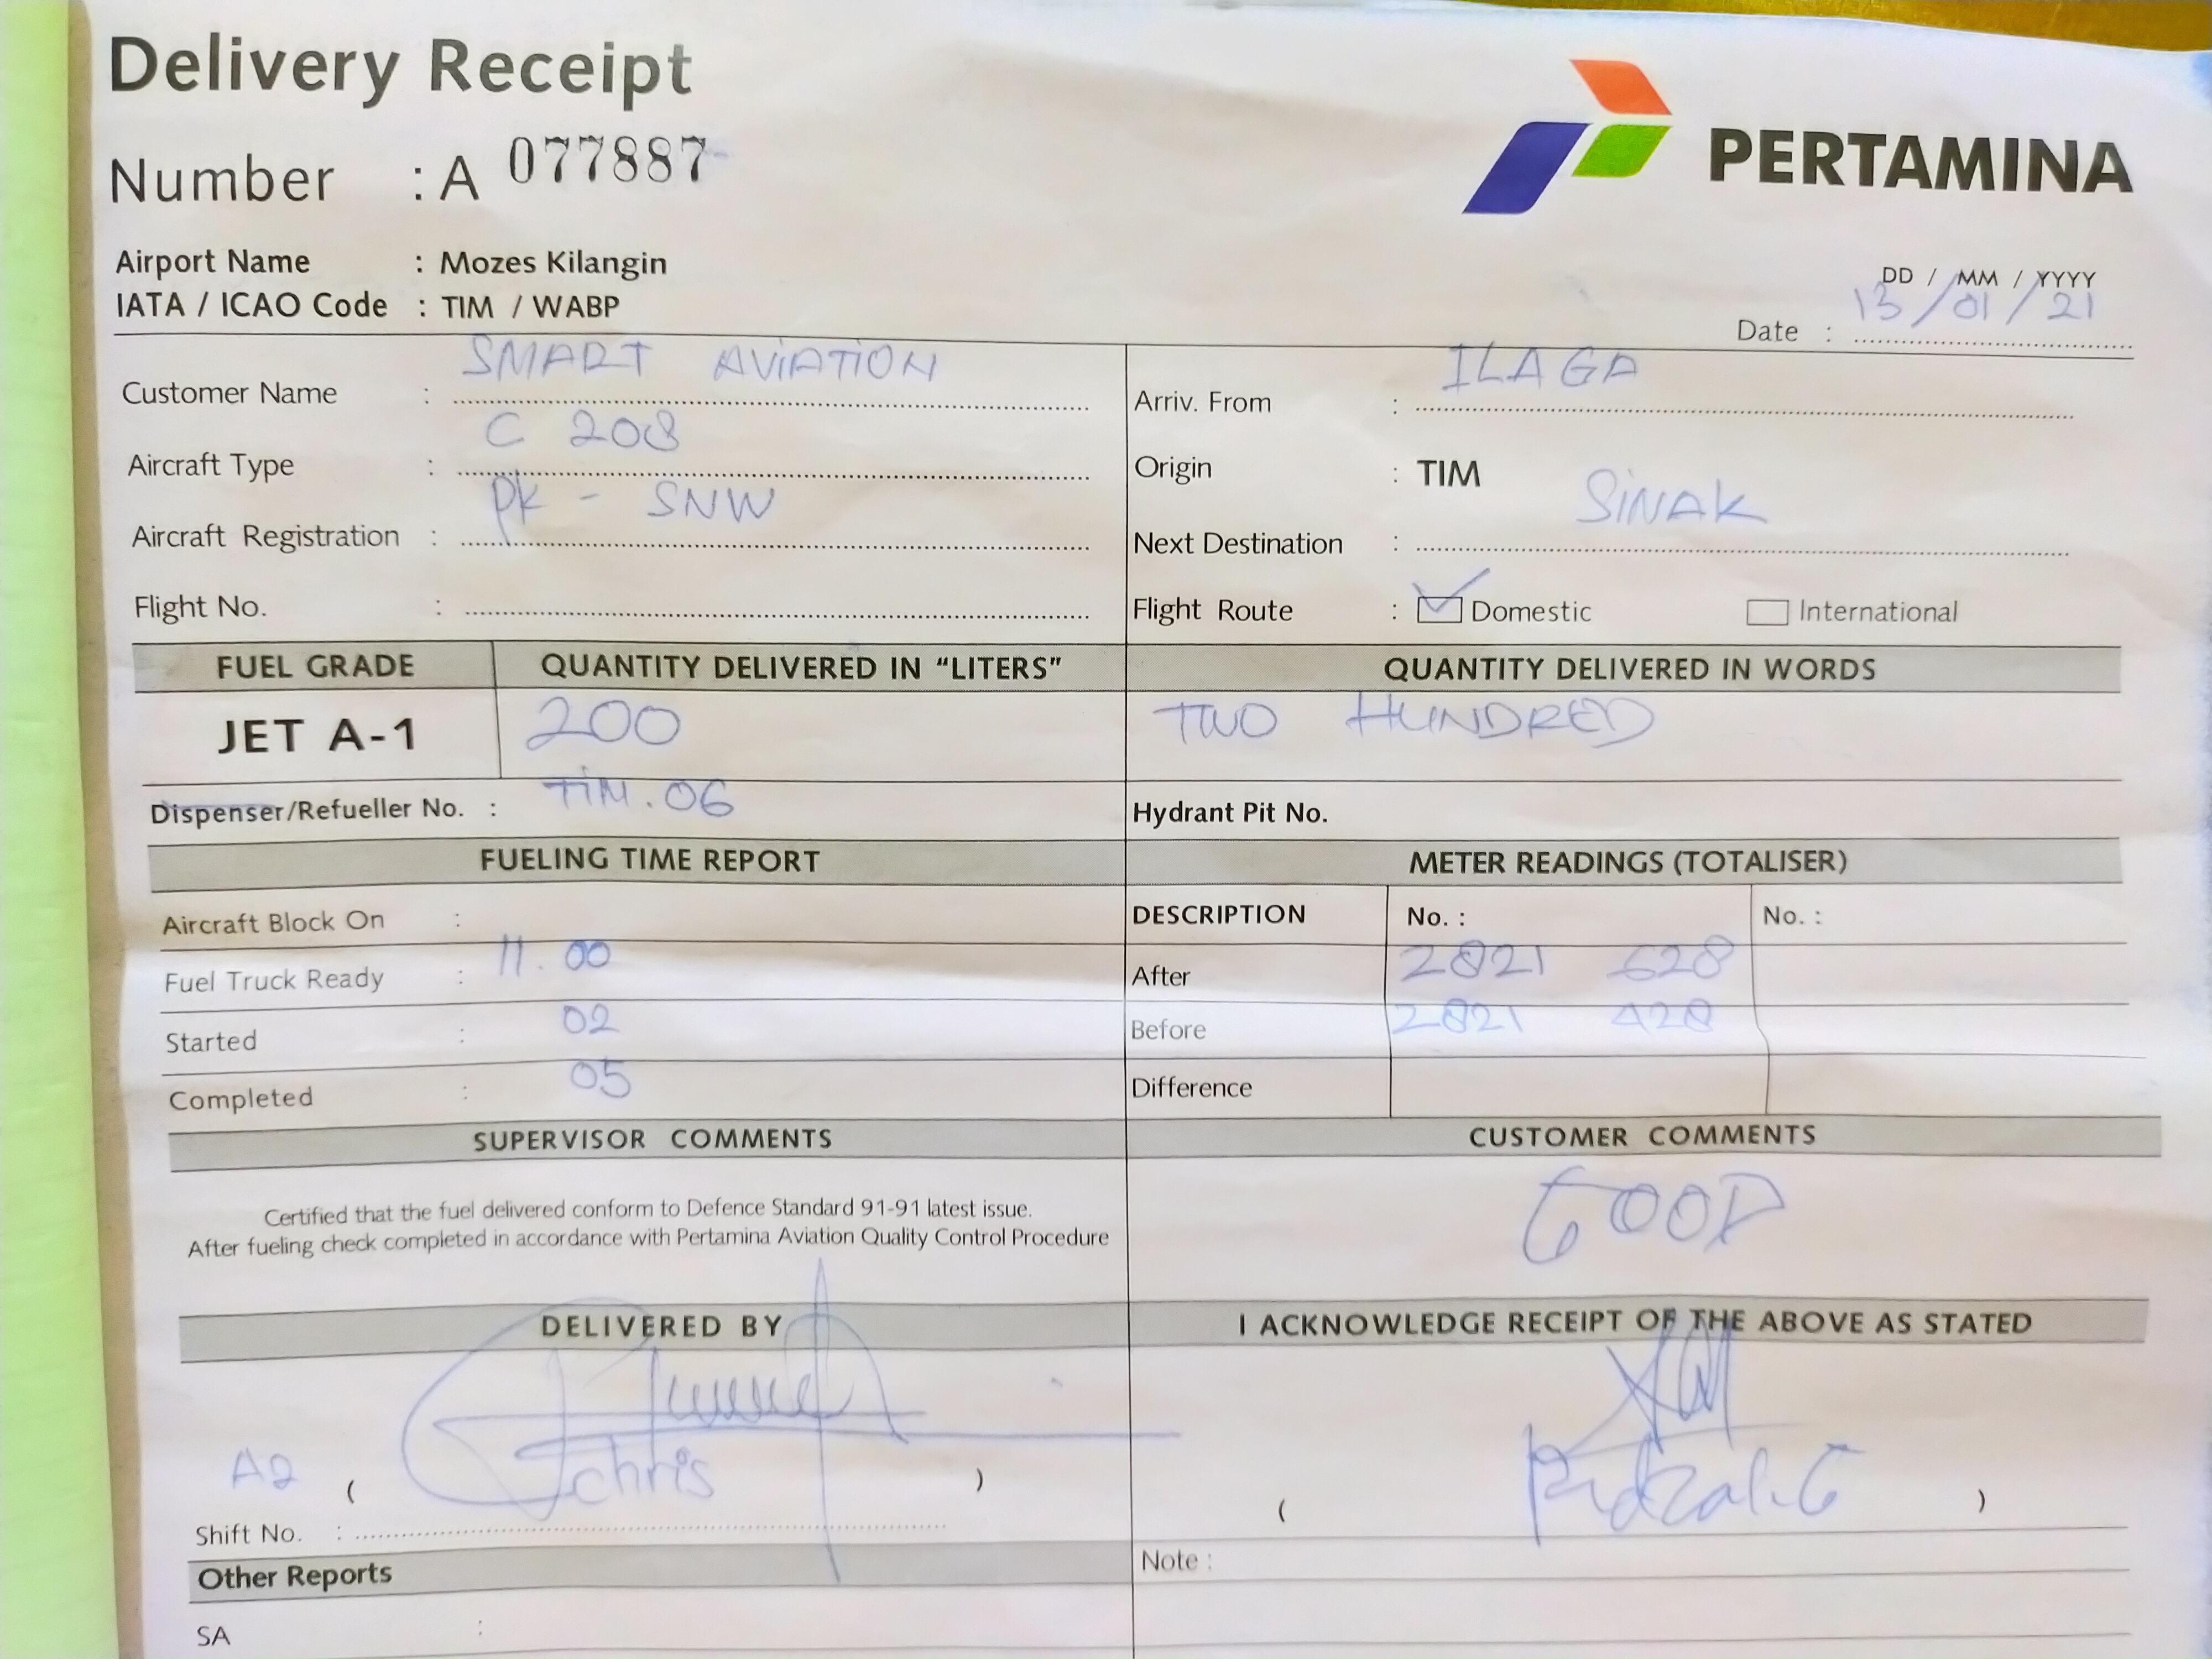 Delivery Receipt
Number : A 077887
PERTAMINA
Airport Name : Mozes Kilangin
IATA / ICAO Code : TIM / WABP
DD / MM / YYYY
Date : 13/01/21
Customer Name : SMART AVIATION
Aircraft Type : C 208
Aircraft Registration : PK - SNW
Flight No. :
Arriv. From : ILAGA
Origin : TIM
Next Destination : SINAK
Flight Route : Domestic International
FUEL GRADE QUANTITY DELIVERED IN "LITERS" QUANTITY DELIVERED IN WORDS
JET A-1 200 TWO HUNDRED
Dispenser/Refueller No. : TIM.06 Hydrant Pit No.
FUELING TIME REPORT
Aircraft Block On :
Fuel Truck Ready : 11.00
Started : 02
Completed : 05
METER READINGS (TOTALISER)
DESCRIPTION No. : No. :
After 2821 628
Before 2821 428
Difference
SUPERVISOR COMMENTS
Certified that the fuel delivered conform to Defence Standard 91-91 latest issue.
After fueling check completed in accordance with Pertamina Aviation Quality Control Procedure
CUSTOMER COMMENTS
GOOD
DELIVERED BY
A2 ( chris )
Shift No. :
I ACKNOWLEDGE RECEIPT OF THE ABOVE AS STATED
( )
Other Reports
SA :
Note :